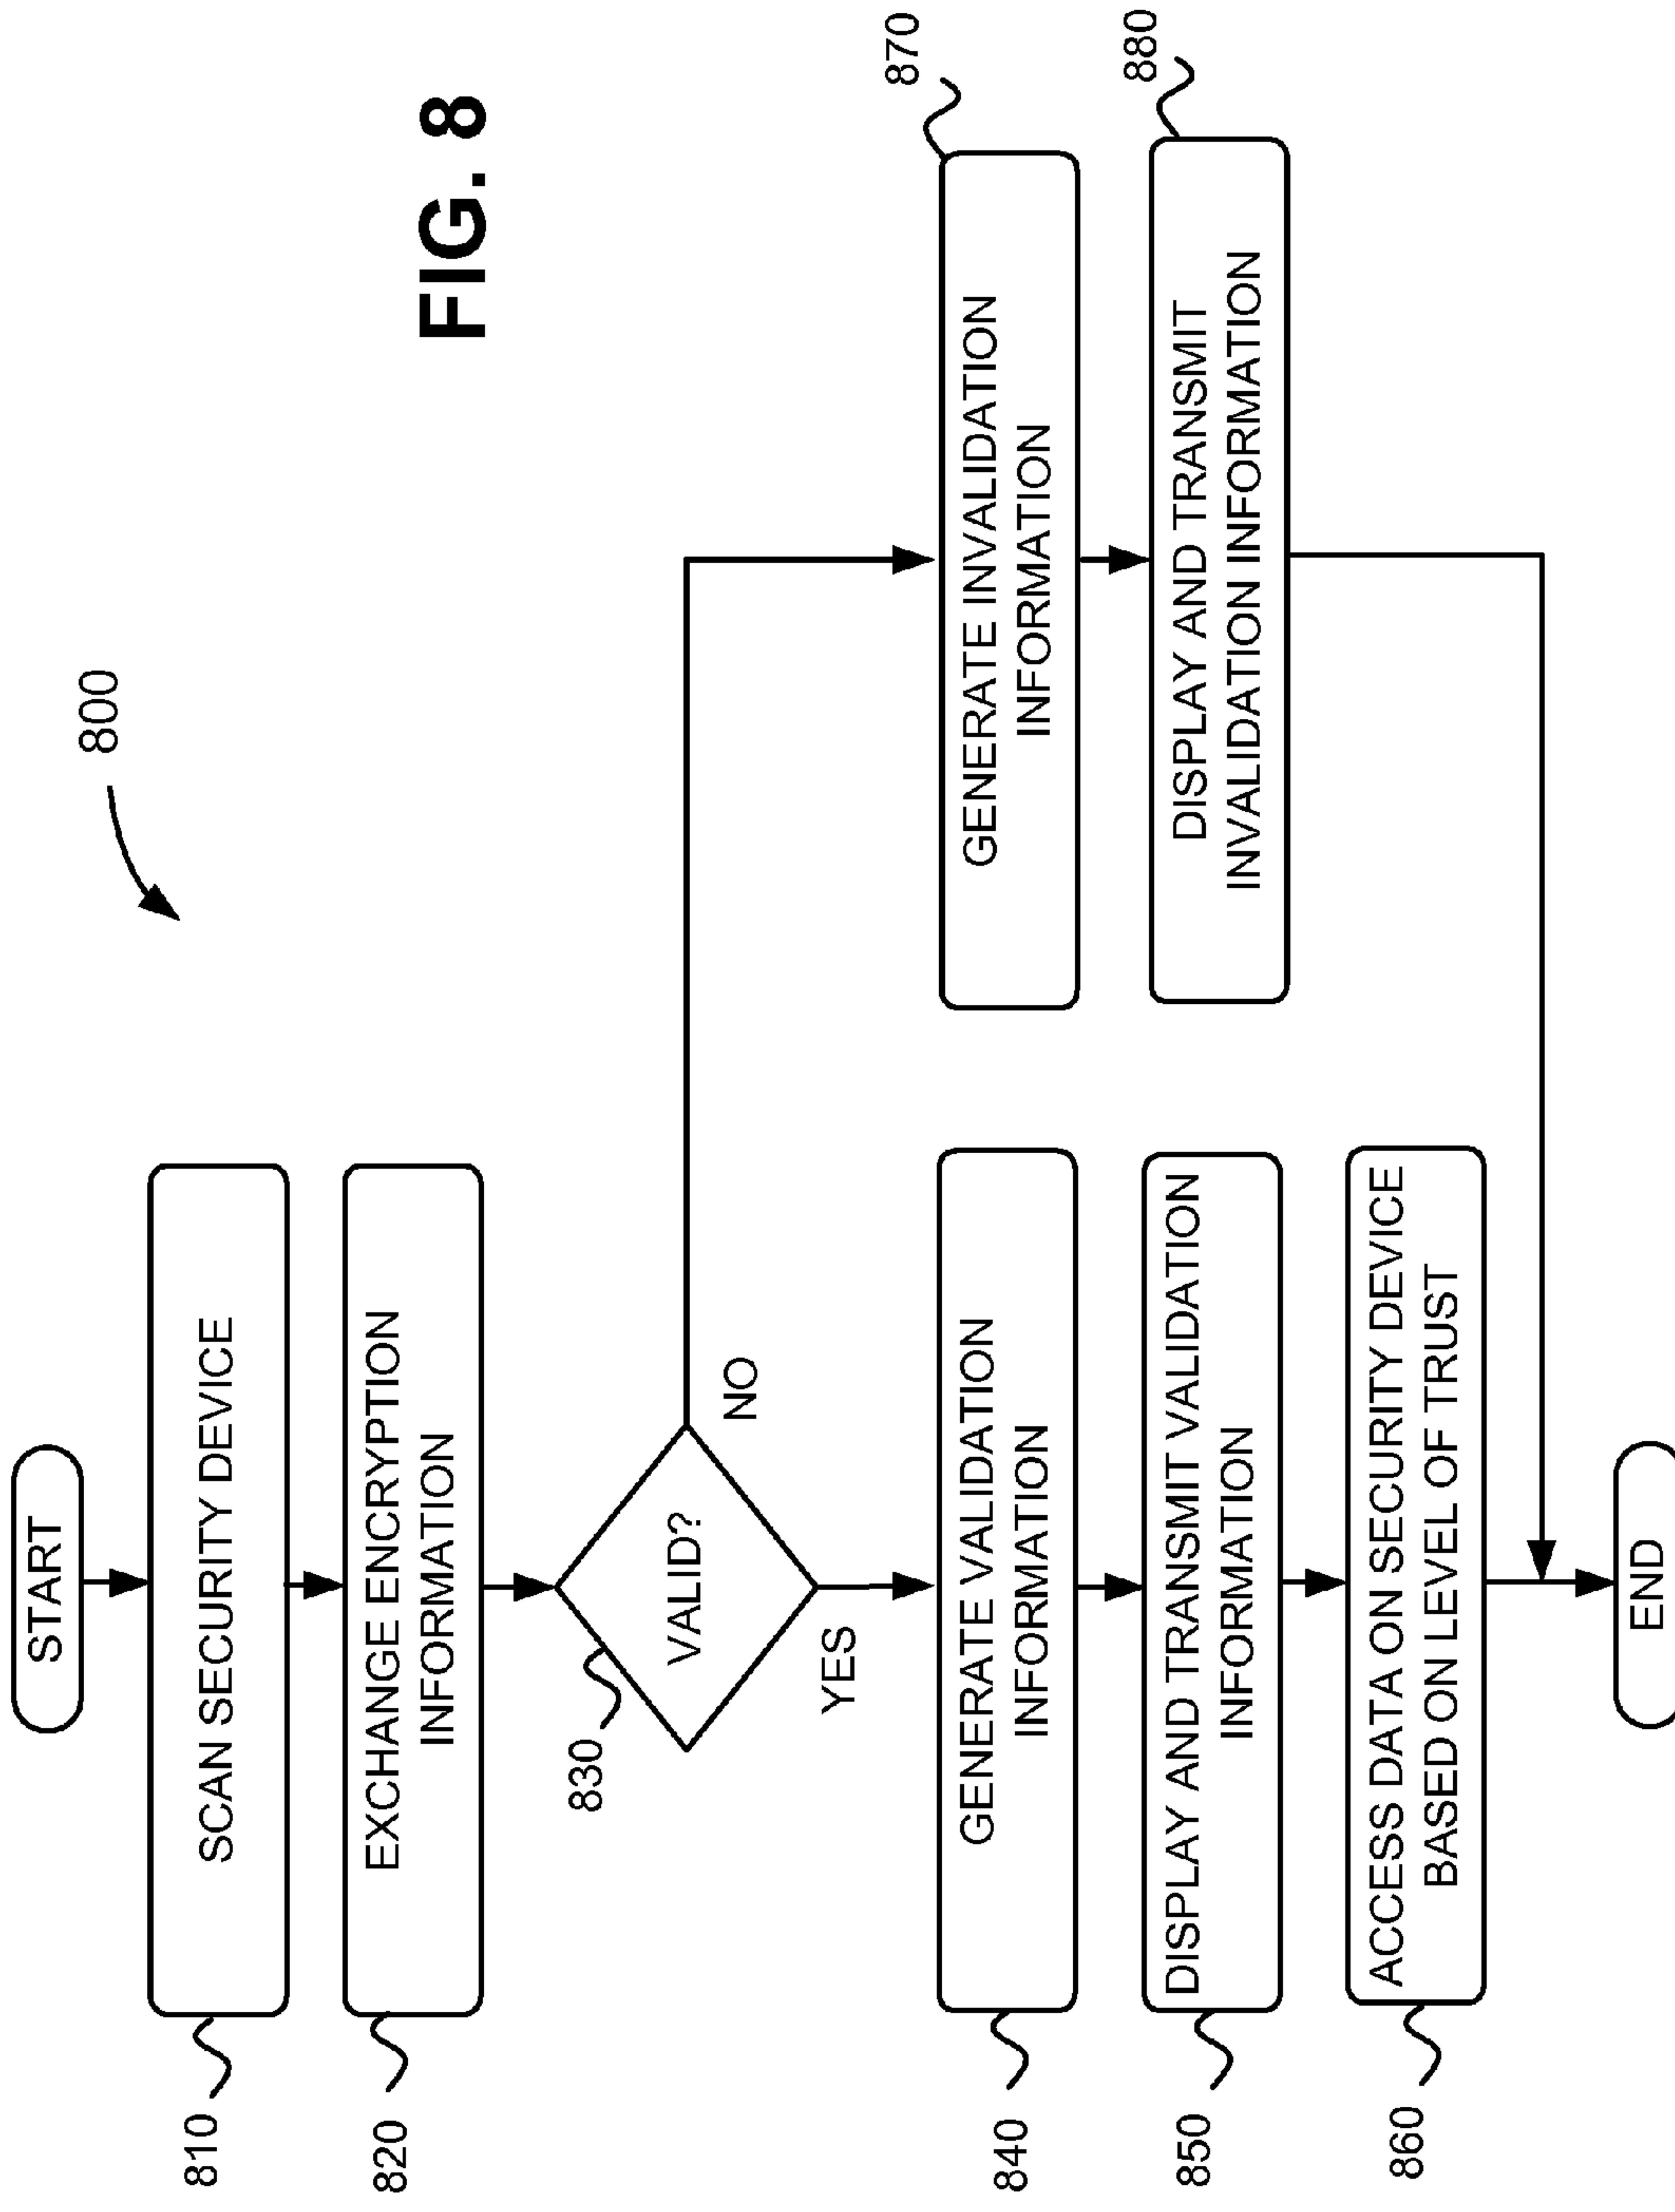 800
FIG. 8
START
810
SCAN SECURITY DEVICE
820
EXCHANGE ENCRYPTION
INFORMATION
830
VALID?
NO
YES
840
GENERATE VALIDATION
INFORMATION
850
DISPLAY AND TRANSMIT VALIDATION
INFORMATION
860
ACCESS DATA ON SECURITY DEVICE
BASED ON LEVEL OF TRUST
870
GENERATE INVALIDATION
INFORMATION
880
DISPLAY AND TRANSMIT
INVALIDATION INFORMATION
END